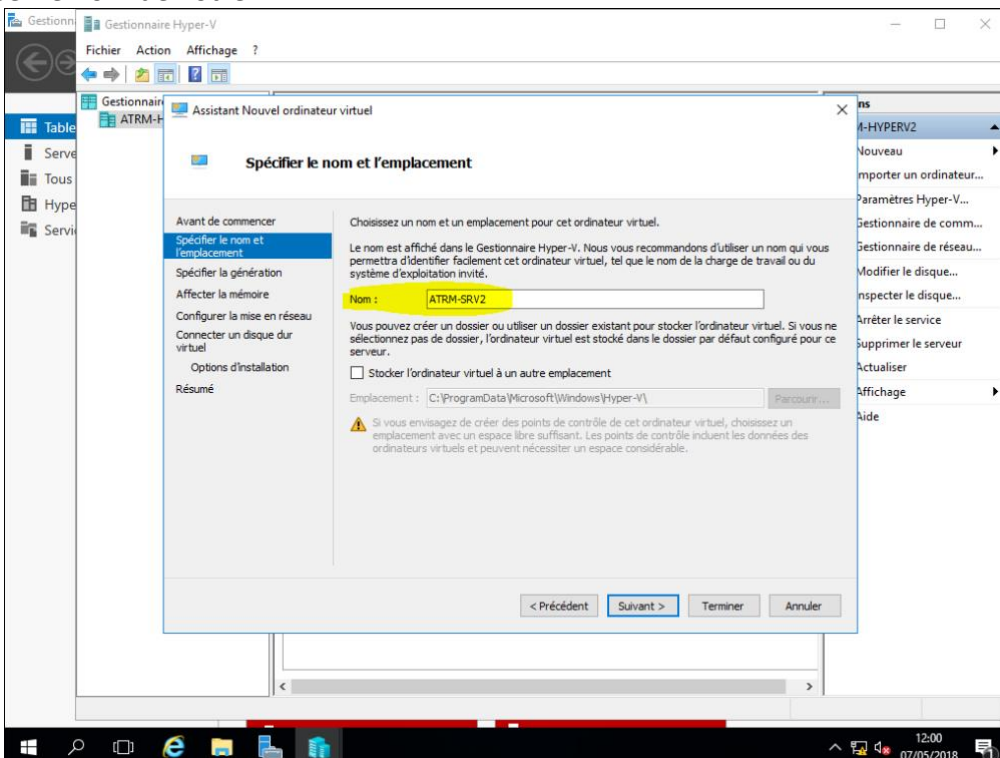 Gestionn
Gestionnaire Hyper-V
Fichier Action Affichage ?
Gestionnair
ATRM-H
Table
Serve
Tous
Hype
Servi
Assistant Nouvel ordinateur virtuel
Spécifier le nom et l'emplacement
Avant de commencer
Spécifier le nom et
l'emplacement
Spécifier la génération
Affecter la mémoire
Configurer la mise en réseau
Connecter un disque dur
virtuel
Options d'installation
Résumé
Choisissez un nom et un emplacement pour cet ordinateur virtuel.
Le nom est affiché dans le Gestionnaire Hyper-V. Nous vous recommandons d'utiliser un nom qui vous
permettra d'identifier facilement cet ordinateur virtuel, tel que le nom de la charge de travail ou du
système d'exploitation invité.
Nom : ATRM-SRV2
Vous pouvez créer un dossier ou utiliser un dossier existant pour stocker l'ordinateur virtuel. Si vous ne
sélectionnez pas de dossier, l'ordinateur virtuel est stocké dans le dossier par défaut configuré pour ce
serveur.
Stocker l'ordinateur virtuel à un autre emplacement
Emplacement : C:\ProgramData\Microsoft\Windows\Hyper-V\ Parcourir...
Si vous envisagez de créer des points de contrôle de cet ordinateur virtuel, choisissez un
emplacement avec un espace libre suffisant. Les points de contrôle incluent les données des
ordinateurs virtuels et peuvent nécessiter un espace considérable.
< Précédent Suivant > Terminer Annuler
ns
M-HYPERV2
Nouveau
mporter un ordinateur...
Paramètres Hyper-V...
Gestionnaire de comm...
Gestionnaire de réseau...
Modifier le disque...
nspecter le disque...
Arrêter le service
Supprimer le serveur
Actualiser
Affichage
Aide
12:00
07/05/2018